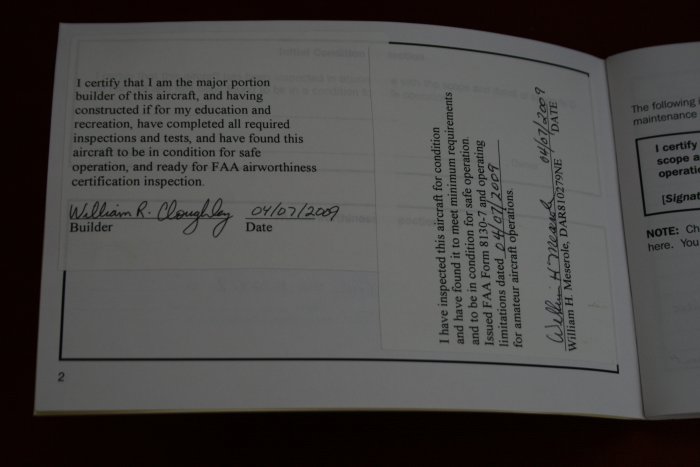 I certify that I am the major portion
builder of this aircraft, and having
constructed if for my education and
recreation, have completed all required
inspections and tests, and have found this
aircraft to be in condition for safe
operation, and ready for FAA airworthiness
certification inspection.
William R. Cloughley 04/07/2009
Builder Date
I have inspected this aircraft for condition
and have found it to meet minimum requirements
and to be in condition for safe operation.
Issued FAA Form 8130-7 and operating
limitations dated 04/07/2009
for amateur aircraft operations.
William H Meserole 04/07/2009
William H. Meserole, DAR810279NE DATE
2
The following
maintenance
I certify
scope a
operati
[Signat
NOTE: Ch
here. You